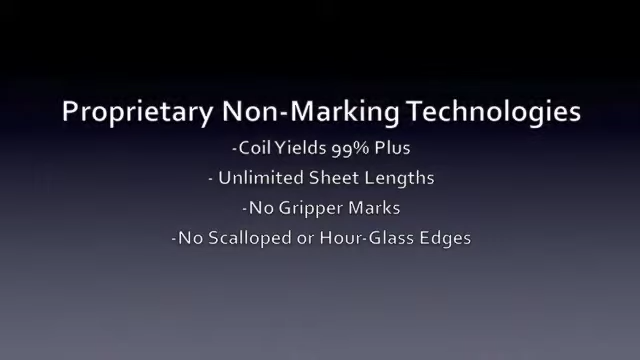 Proprietary Non-Marking Technologies
-Coil Yields 99% Plus
- Unlimited Sheet Lengths
-No Gripper Marks
-No Scalloped or Hour-Glass Edges